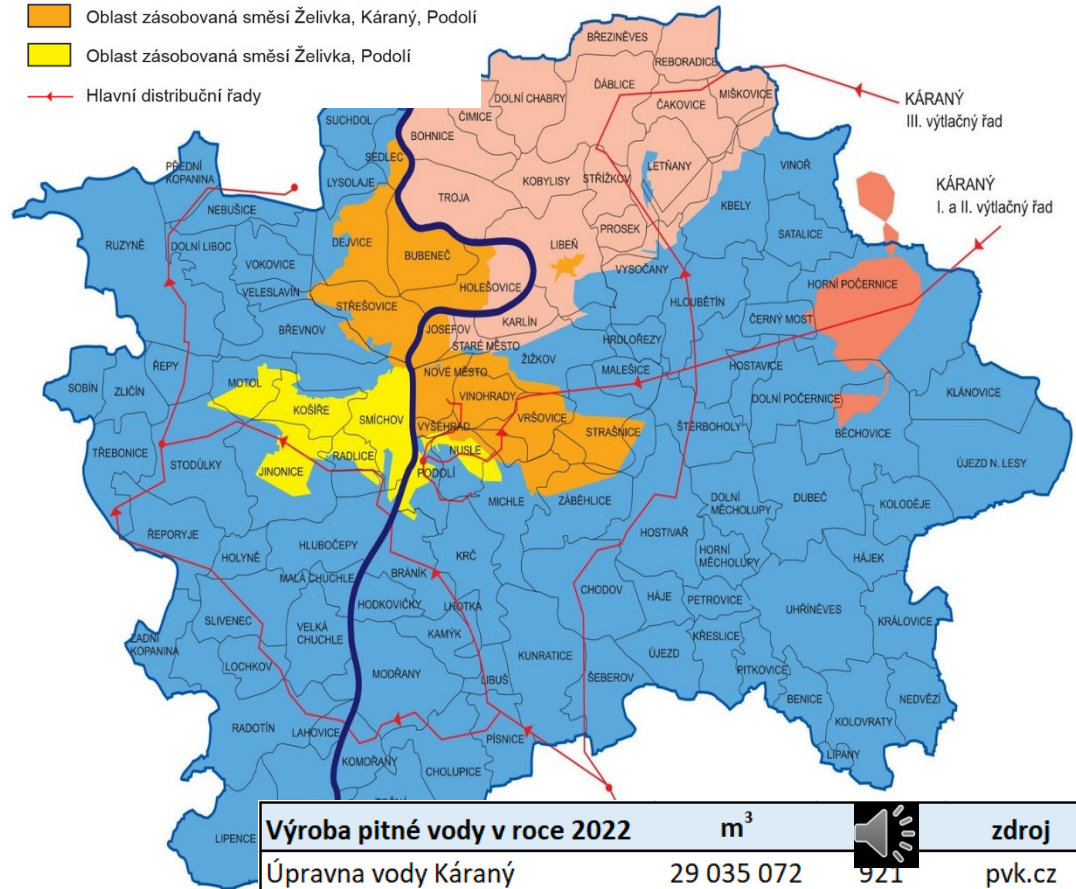 Oblast zásobovaná směsí Želivka, Káraný, Podolí
Oblast zásobovaná směsí Želivka, Podolí
Hlavní distribuční řady
BŘEZINĚVES
REBORADICE
ĎÁBLICE
DOLNÍ CHABRY
MIŠKOVICE
ČAKOVICE
KÁRANÝ
III. výtlačný řad
SUCHDOL
ČIMICE
BOHNICE
SEDLEC
PŘEDNÍ
KOPANINA
LYSOLAJE
LETŇANY
VINOŘ
STŘÍŽKOV
KOBYLISY
TROJA
KBELY
KÁRANÝ
I. a II. výtlačný řad
NEBUŠICE
RUZYNĚ
DOLNÍ LIBOC
DEJVICE
BUBENEČ
LIBEŇ
PROSEK
SATALICE
VOKOVICE
VYSOČANY
VELESLAVÍN
HOLEŠOVICE
HLOUBĚTÍN
HORNÍ POČERNICE
STŘEŠOVICE
KARLÍN
ČERNÝ MOST
BŘEVNOV
JOSEFOV
STARÉ MĚSTO
HRDLOŘEZY
ŽIŽKOV
ŘEPY
NOVÉ MĚSTO
MALEŠICE
HOSTAVICE
SOBÍN
ZLIČÍN
MOTOL
KOŠÍŘE
VINOHRADY
DOLNÍ POČERNICE
KLÁNOVICE
SMÍCHOV
VYŠEHRAD
VRŠOVICE
STRAŠNICE
ŠTĚRBOHOLY
BĚCHOVICE
TŘEBONICE
STODŮLKY
RADLICE
NUSLE
JINONICE
PODOLÍ
ÚJEZD N. LESY
MICHLE
ZÁBĚHLICE
DOLNÍ
MĚCHOLUPY
DUBEČ
KOLODĚJE
ŘEPORYJE
HOSTIVAŘ
HLUBOČEPY
HOLYNĚ
KRČ
HORNÍ
MĚCHOLUPY
HÁJEK
MALÁ CHUCHLE
BRÁNÍK
CHODOV
HÁJE
PETROVICE
HODKOVIČKY
LHOTKA
UHŘÍNĚVES
SLIVENEC
VELKÁ
CHUCHLE
KAMÝK
KRÁLOVICE
ZADNÍ
KOPANINA
KŘESLICE
KUNRATICE
ÚJEZD
LOCHKOV
MODŘANY
PITKOVICE
LIBUŠ
ŠEBEROV
BENICE
NEDVĚZÍ
RADOTÍN
LAHOVICE
PÍSNICE
KOLOVRATY
LIPANY
KOMOŘANY
CHOLUPICE
LIPENCE
Výroba pitné vody v roce 2022 m³ zdroj
Úpravna vody Káraný 29 035 072 921 pvk.cz